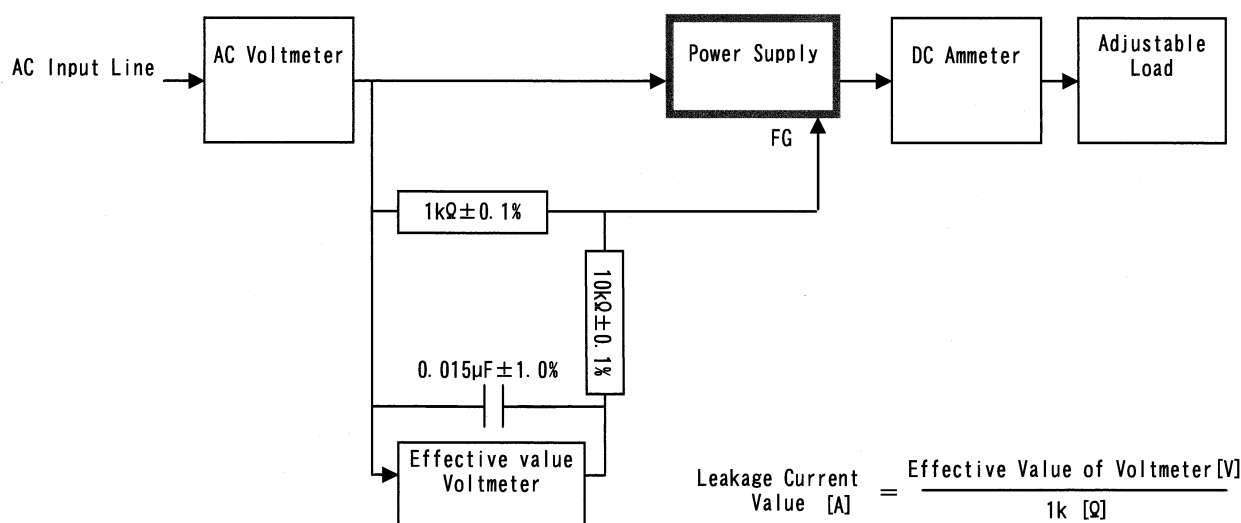 AC Input Line
AC Voltmeter
Power Supply
DC Ammeter
Adjustable
Load
FG
1kΩ±0.1%
10kΩ±0.1%
0.015μF±1.0%
Effective value
Voltmeter
Leakage Current
Value [A]
=
Effective Value of Voltmeter[V]
1k [Ω]